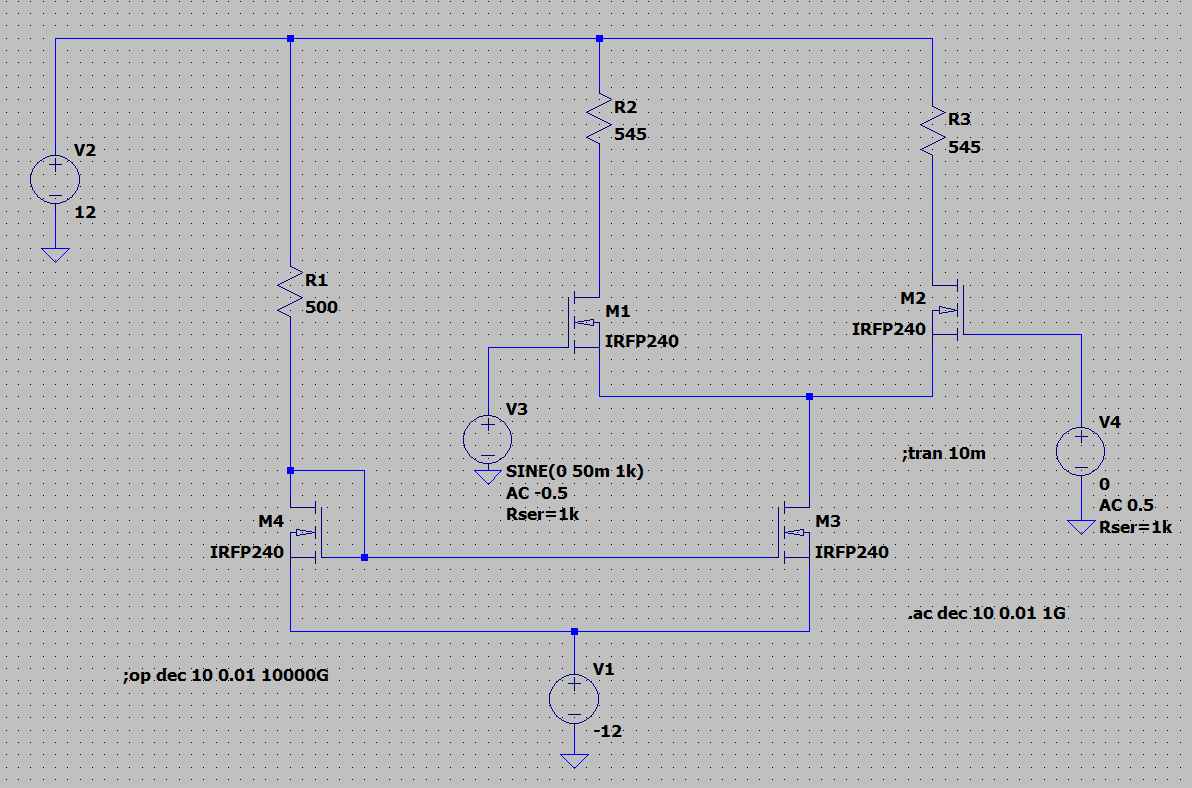 R2
545
R3
545
V2
12
R1
500
M1
IRFP240
M2
IRFP240
V3
SINE(0 50m 1k)
AC -0.5
Rser=1k
V4
0
AC 0.5
Rser=1k
;tran 10m
M4
IRFP240
M3
IRFP240
.ac dec 10 0.01 1G
;op dec 10 0.01 10000G
V1
-12